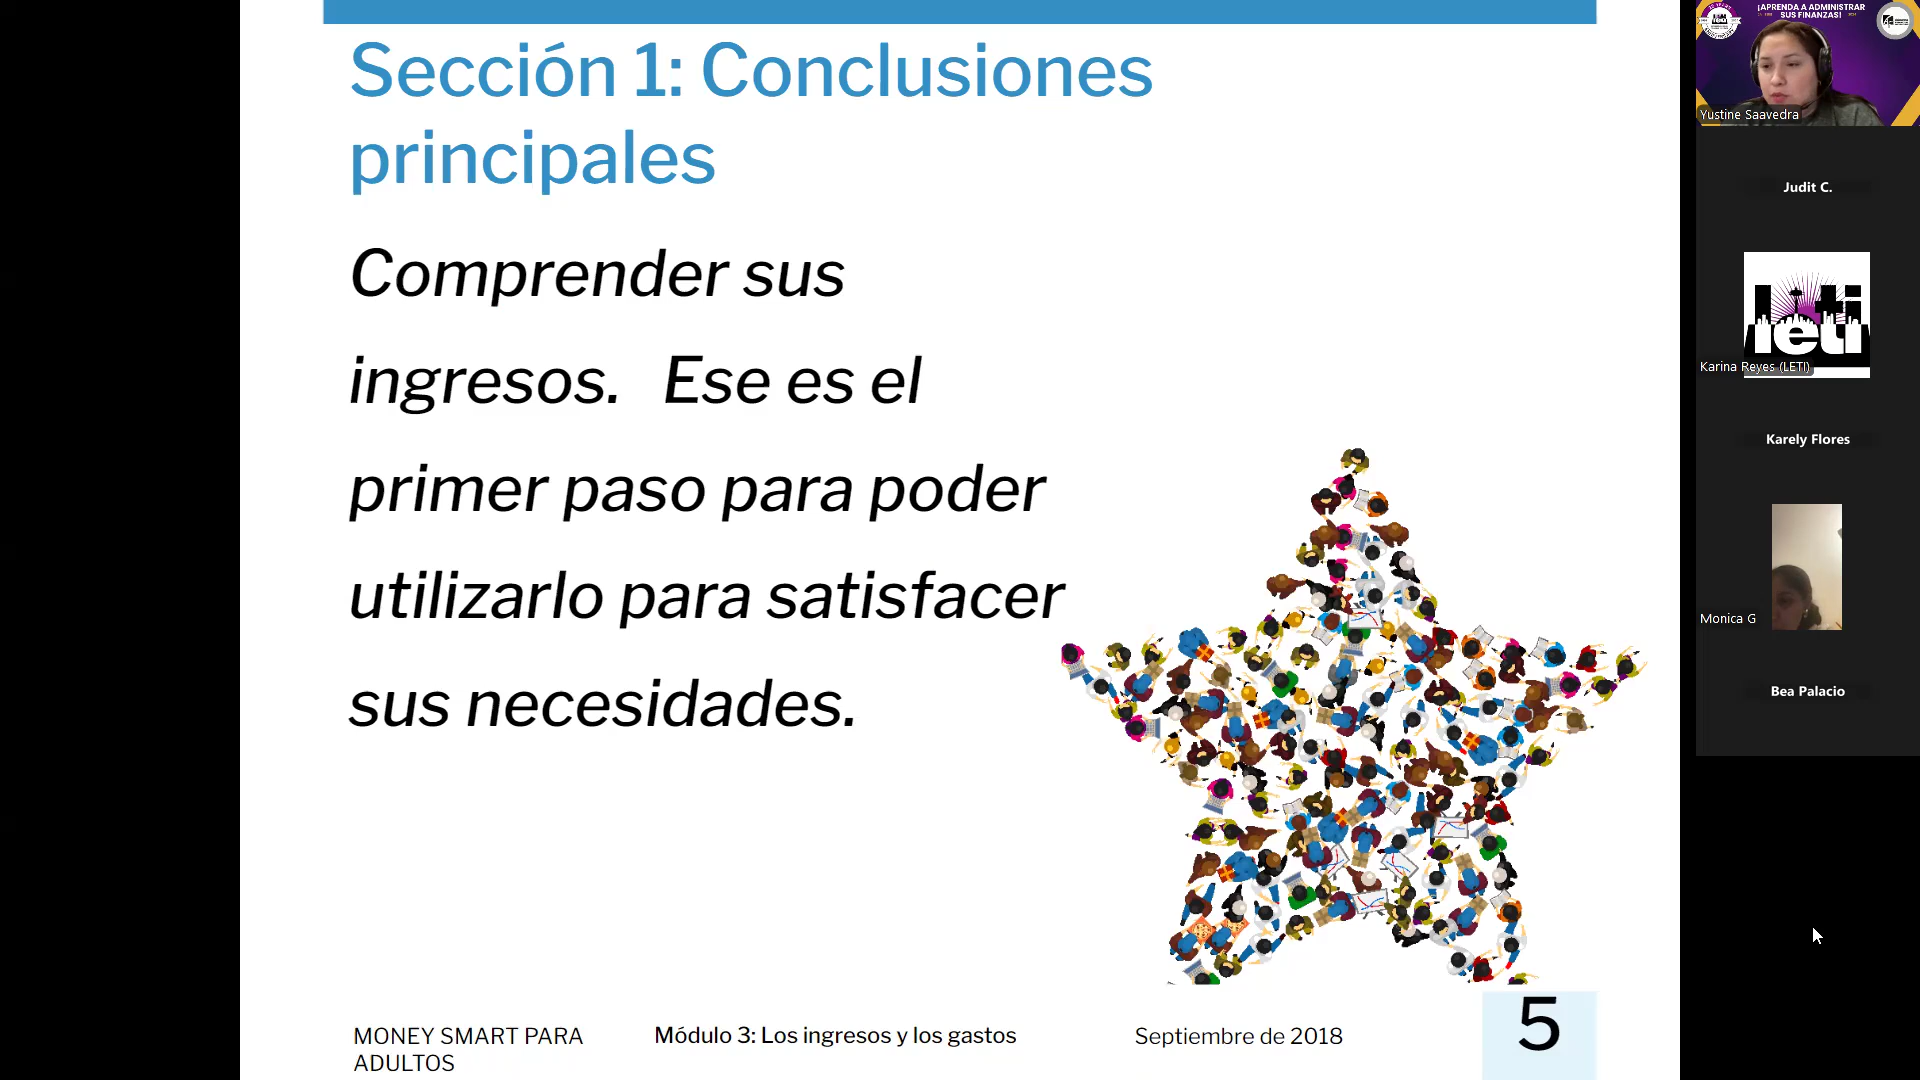 Sección 1: Conclusiones
principales
Comprender sus
ingresos. Ese es el
primer paso para poder
utilizarlo para satisfacer
sus necesidades.
MONEY SMART PARA
ADULTOS
Módulo 3: Los ingresos y los gastos
Septiembre de 2018
5
¡APRENDA A ADMINISTRAR
SUS FINANZAS!
Yustine Saavedra
Judit C.
leti
Karina Reyes (LETI)
Karely Flores
Monica G
Bea Palacio